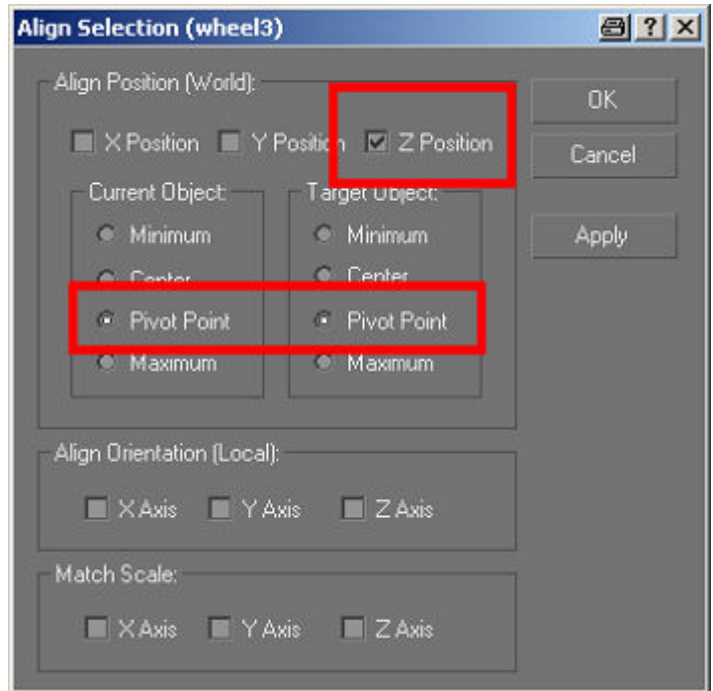 Align Selection (wheel3)
Align Position (World):
X Position Y Position Z Position
Current Object: Target Object:
Minimum Minimum
Center Center
Pivot Point Pivot Point
Maximum Maximum
Align Orientation (Local):
X Axis Y Axis Z Axis
Match Scale:
X Axis Y Axis Z Axis
OK
Cancel
Apply